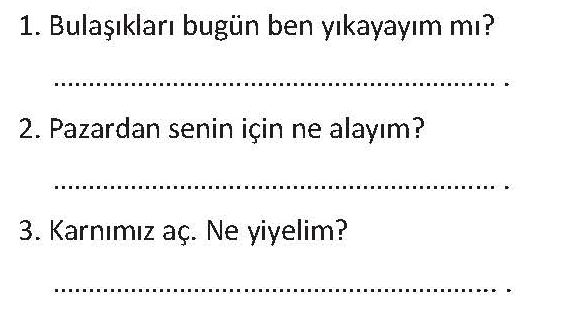 1. Bulaşıkları bugün ben yıkayayım mı?
.............................................................. .
2. Pazardan senin için ne alayım?
.............................................................. .
3. Karnımız aç. Ne yiyelim?
.............................................................. .